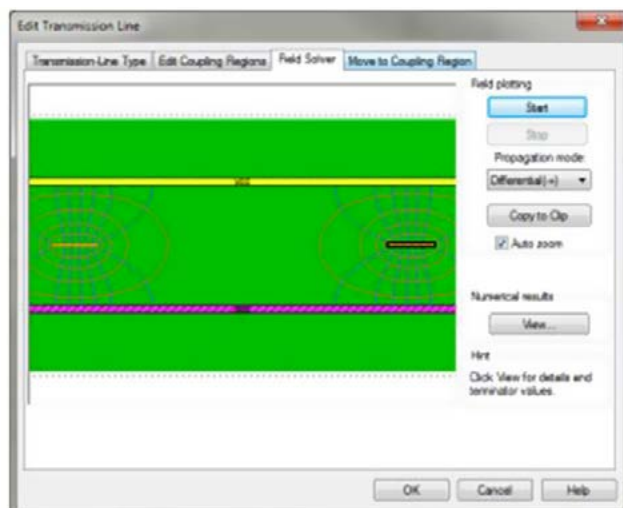 Edit Transmission Line
Transmission-Line Type
Edit Coupling Regions
Field Solver
Move to Coupling Region
Field plotting
Start
Stop
Propagation mode:
Differential(-+)
Copy to Clip
Auto zoom
Numerical results
View...
Hint
Click View for details and
terminator values.
OK
Cancel
Help